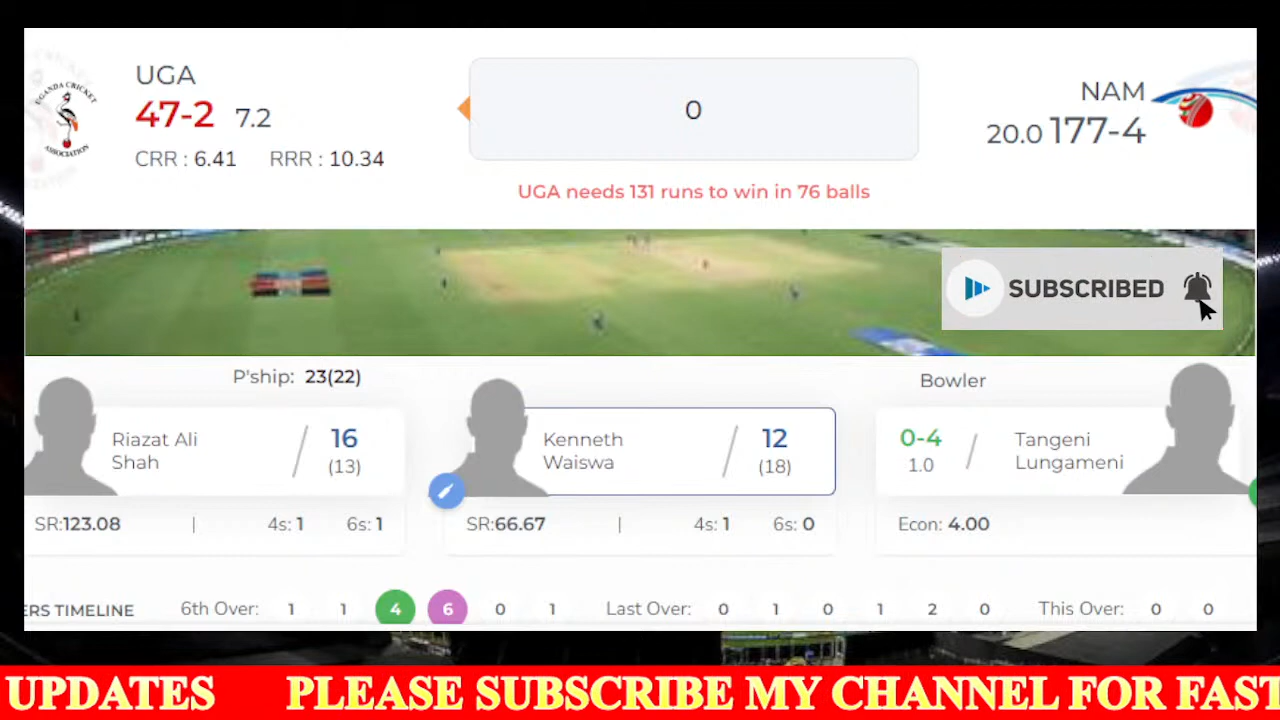 UGA
47-2 7.2
CRR : 6.41 RRR : 10.34
0
NAM
20.0 177-4
UGA needs 131 runs to win in 76 balls
UGANDA CRICKET
ASSOCIATION
SUBSCRIBED
P'ship: 23(22)
Bowler
Riazat Ali
Shah
16
(13)
Kenneth
Waiswa
12
(18)
0-4
1.0
Tangeni
Lungameni
SR:123.08 | 4s: 1 6s: 1
SR:66.67 | 4s: 1 6s: 0
Econ: 4.00
ERS TIMELINE 6th Over: 1 1 4 6 0 1 Last Over: 0 1 0 1 2 0 This Over: 0 0
UPDATES PLEASE SUBSCRIBE MY CHANNEL FOR FAST